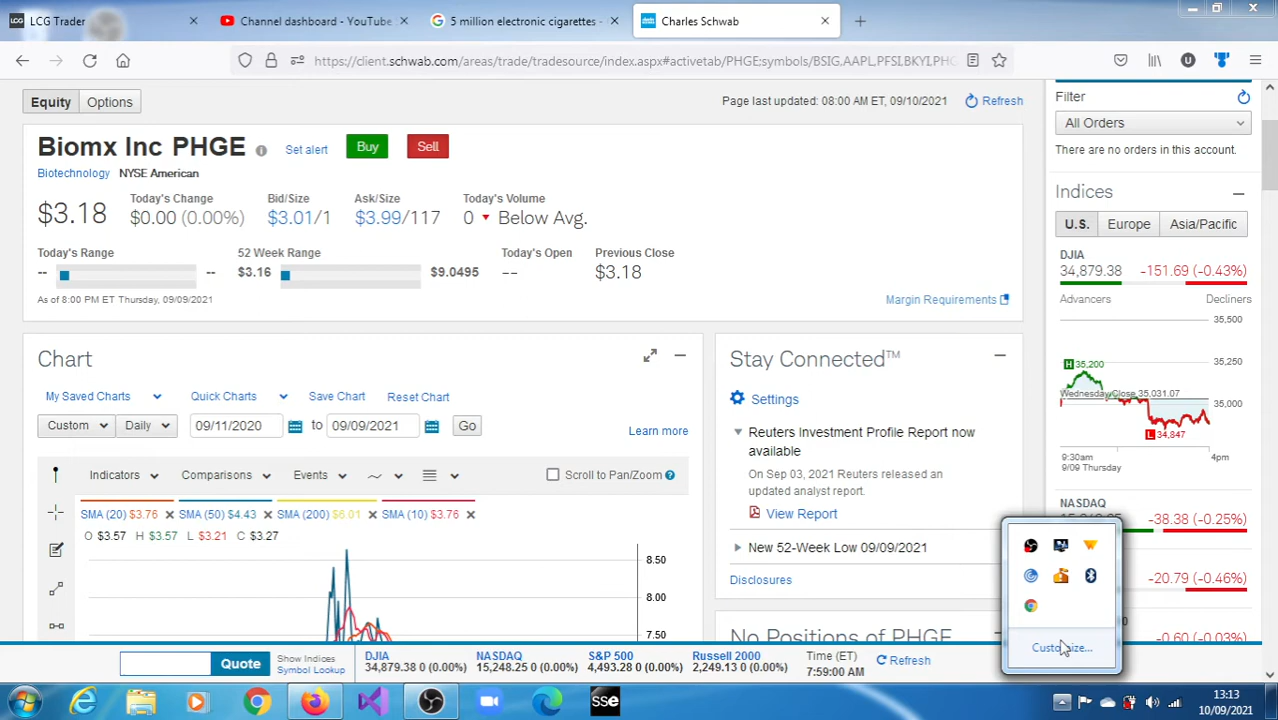 LCG Trader
Channel dashboard - YouTube
5 million electronic cigarettes -
Charles Schwab
https://client.schwab.com/areas/trade/tradesource/index.aspx#activetab/PHGE;symbols/BSIG,AAPL,PFSI,BKYI,PHG
Equity
Options
Page last updated: 08:00 AM ET, 09/10/2021
Refresh
Biomx Inc PHGE
Set alert
Buy
Sell
Biotechnology NYSE American
$3.18
Today's Change
$0.00 (0.00%)
Bid/Size
$3.01/1
Ask/Size
$3.99/117
Today's Volume
0 Below Avg.
Today's Range
-- --
52 Week Range
$3.16 $9.0495
Today's Open
--
Previous Close
$3.18
As of 8:00 PM ET Thursday, 09/09/2021
Margin Requirements
Chart
My Saved Charts
Quick Charts
Save Chart
Reset Chart
Custom
Daily
09/11/2020
to
09/09/2021
Go
Learn more
Indicators
Comparisons
Events
Scroll to Pan/Zoom
SMA (20) $3.76
SMA (50) $4.43
SMA (200) $6.01
SMA (10) $3.76
O $3.57 H $3.57 L $3.21 C $3.27
8.50
8.00
7.50
Stay Connected™
Settings
Reuters Investment Profile Report now
available
On Sep 03, 2021 Reuters released an
updated analyst report.
View Report
New 52-Week Low 09/09/2021
Disclosures
No Positions of PHGE
Filter
All Orders
There are no orders in this account.
Indices
U.S.
Europe
Asia/Pacific
DJIA
34,879.38 -151.69 (-0.43%)
Advancers Decliners
35,500
H 35,200
35,250
Wednesday Close 35,031.07
35,000
L 34,847
9:30am 4pm
9/09 Thursday
NASDAQ
-38.38 (-0.25%)
-20.79 (-0.46%)
-0.60 (-0.03%)
Customize...
Quote
Show Indices
Symbol Lookup
DJIA
34,879.38 0 (0.00%)
NASDAQ
15,248.25 0 (0.00%)
S&P 500
4,493.28 0 (0.00%)
Russell 2000
2,249.13 0 (0.00%)
Time (ET)
7:59:00 AM
Refresh
sse
13:13
10/09/2021